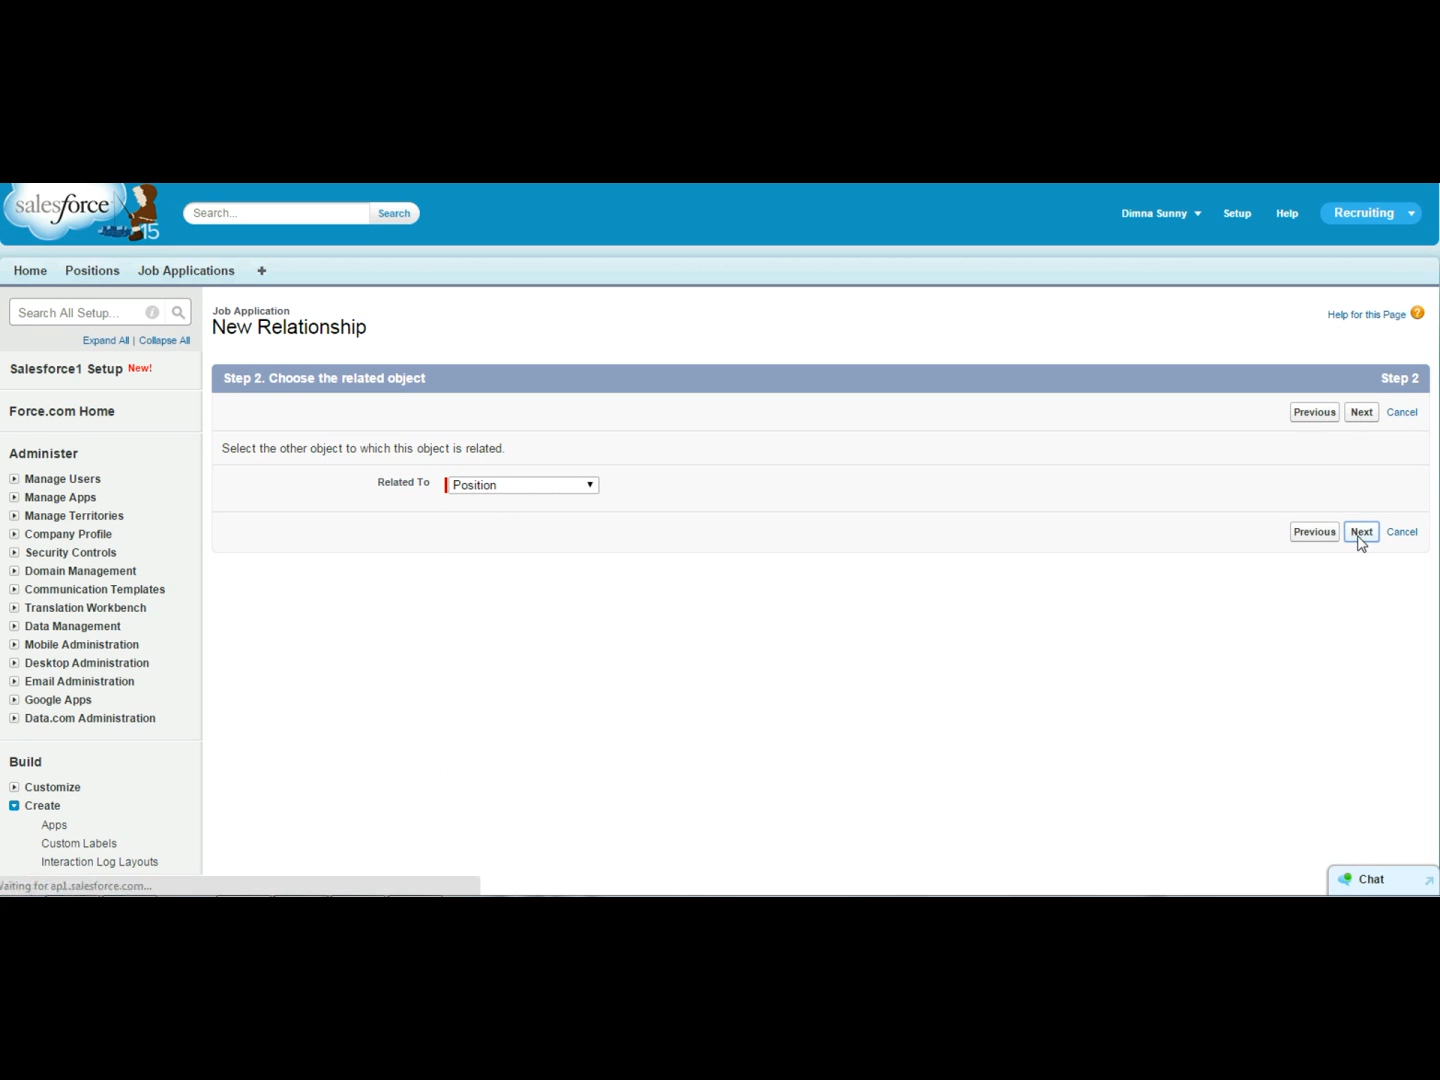 salesforce
15
Search...
Search
Dimna Sunny
Setup
Help
Recruiting
Home
Positions
Job Applications
+
Search All Setup...
Expand All | Collapse All
Salesforce1 Setup New!
Force.com Home
Administer
Manage Users
Manage Apps
Manage Territories
Company Profile
Security Controls
Domain Management
Communication Templates
Translation Workbench
Data Management
Mobile Administration
Desktop Administration
Email Administration
Google Apps
Data.com Administration
Build
Customize
Create
Apps
Custom Labels
Interaction Log Layouts
Job Application
New Relationship
Help for this Page ?
Step 2. Choose the related object
Step 2
Previous Next Cancel
Select the other object to which this object is related.
Related To Position
Previous Next Cancel
Chat
Waiting for ap1.salesforce.com...